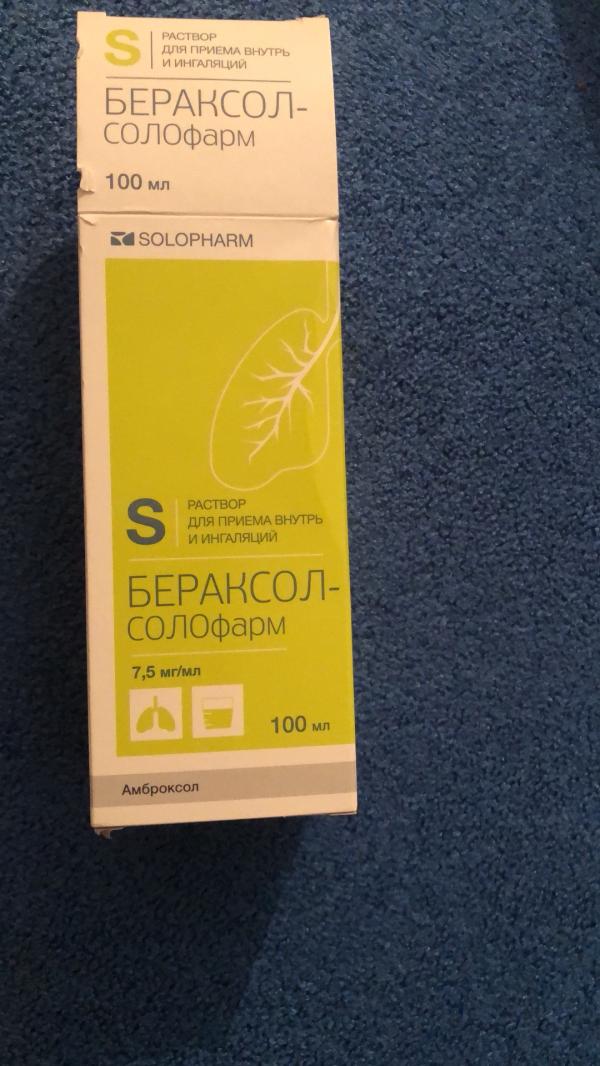 S
РАСТВОР
ДЛЯ ПРИЕМА ВНУТРЬ
И ИНГАЛЯЦИЙ
БЕРАКСОЛ-
СОЛОфарм
100 мл
SOLOPHARM
S
РАСТВОР
ДЛЯ ПРИЕМА ВНУТРЬ
И ИНГАЛЯЦИЙ
БЕРАКСОЛ-
СОЛОфарм
7,5 мг/мл
100 мл
Амброксол